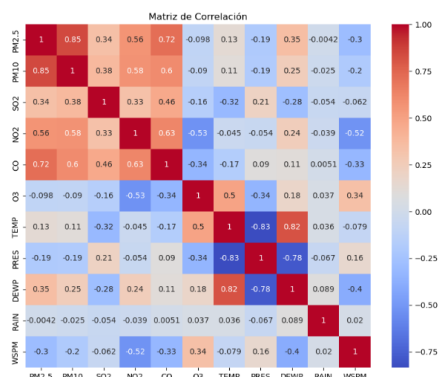 Matriz de Correlación
PM2.5 1 0.85 0.34 0.56 0.72 -0.098 0.13 -0.19 0.35 -0.0042 -0.3
PM10 0.85 1 0.38 0.58 0.6 -0.09 0.11 -0.19 0.25 -0.025 -0.2
SO2 0.34 0.38 1 0.33 0.46 -0.16 -0.32 0.21 -0.28 -0.054 -0.062
NO2 0.56 0.58 0.33 1 0.63 -0.53 -0.045 -0.054 0.24 -0.039 -0.52
CO 0.72 0.6 0.46 0.63 1 -0.34 -0.17 0.09 0.11 0.0051 -0.33
O3 -0.098 -0.09 -0.16 -0.53 -0.34 1 0.5 -0.34 0.18 0.037 0.34
TEMP 0.13 0.11 -0.32 -0.045 -0.17 0.5 1 -0.83 0.82 0.036 -0.079
PRES -0.19 -0.19 0.21 -0.054 0.09 -0.34 -0.83 1 -0.78 -0.067 0.16
DEWP 0.35 0.25 -0.28 0.24 0.11 0.18 0.82 -0.78 1 0.089 -0.4
RAIN -0.0042 -0.025 -0.054 -0.039 0.0051 0.037 0.036 -0.067 0.089 1 0.02
WSPM -0.3 -0.2 -0.062 -0.52 -0.33 0.34 -0.079 0.16 -0.4 0.02 1
PM2.5 PM10 SO2 NO2 CO O3 TEMP PRES DEWP RAIN WSPM
1.00
0.75
0.50
0.25
0.00
-0.25
-0.50
-0.75